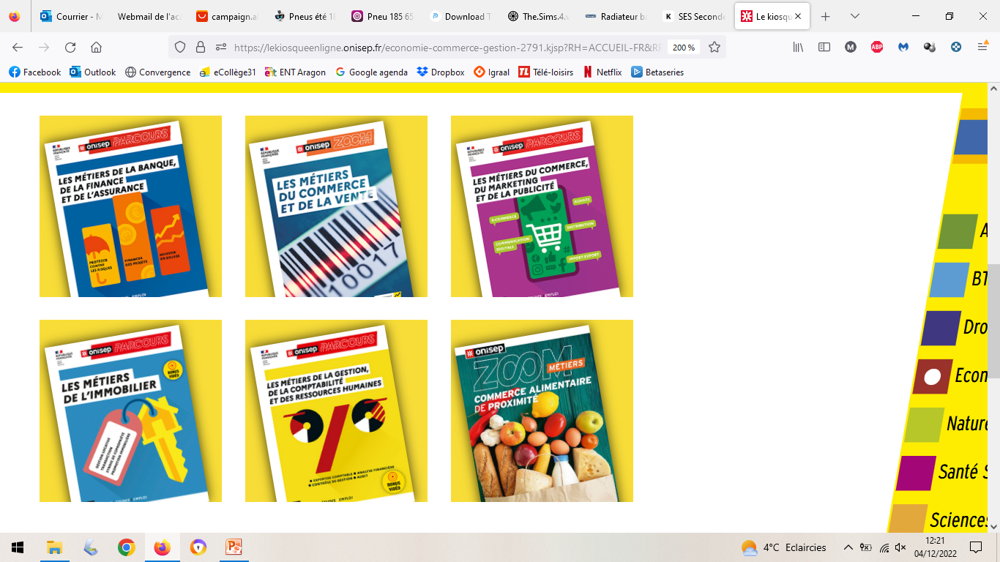 Courrier - M
Webmail de l'aca
campaign.al
Pneus été 18
Pneu 185 65
Download T
The.Sims.4.v
Radiateur ba
SES Seconde
Le kiosqu
https://lekiosqueenligne.onisep.fr/economie-commerce-gestion-2791.kjsp?RH=ACCUEIL-FR&RF
200 %
Facebook
Outlook
Convergence
eCollège31
ENT Aragon
Google agenda
Dropbox
Igraal
Télé-loisirs
Netflix
Betaseries
RÉPUBLIQUE
FRANÇAISE
onisep PARCOURS
LES MÉTIERS DE LA BANQUE,
DE LA FINANCE
ET DE L'ASSURANCE
PROTÉGER
CONTRE
LES RISQUES
FINANCER
DES PROJETS
INVESTIR
EN BOURSE
EMPLOI
RÉPUBLIQUE
FRANÇAISE
onisep ZOOM
LES MÉTIERS
DU COMMERCE
ET DE LA VENTE
10017
RÉPUBLIQUE
FRANÇAISE
onisep PARCOURS
LES MÉTIERS DU COMMERCE,
DU MARKETING
ET DE LA PUBLICITÉ
ACHATS
E-COMMERCE
DISTRIBUTION
COMMUNICATION
DIGITALE
IMPORT-EXPORT
EMPLOI
RÉPUBLIQUE
FRANÇAISE
onisep PARCOURS
BONUS
VIDÉO
LES MÉTIERS
DE L'IMMOBILIER
GESTION LOCATIVE
TRANSACTION
SYNDIC DE COPROPRIÉTÉ
PROMOTION IMMOBILIÈRE
EMPLOI
RÉPUBLIQUE
FRANÇAISE
onisep PARCOURS
LES MÉTIERS DE LA GESTION,
DE LA COMPTABILITÉ
ET DES RESSOURCES HUMAINES
EXPERTISE COMPTABLE ● ANALYSE FINANCIÈRE
● CONTRÔLE DE GESTION ● AUDIT
BONUS
VIDÉO
EMPLOI
onisep
ZOOM
MÉTIERS
COMMERCE ALIMENTAIRE
DE PROXIMITÉ
A
BT
Dro
Econ
Nature
Santé S
Sciences
4°C Eclaircies
12:21
04/12/2022